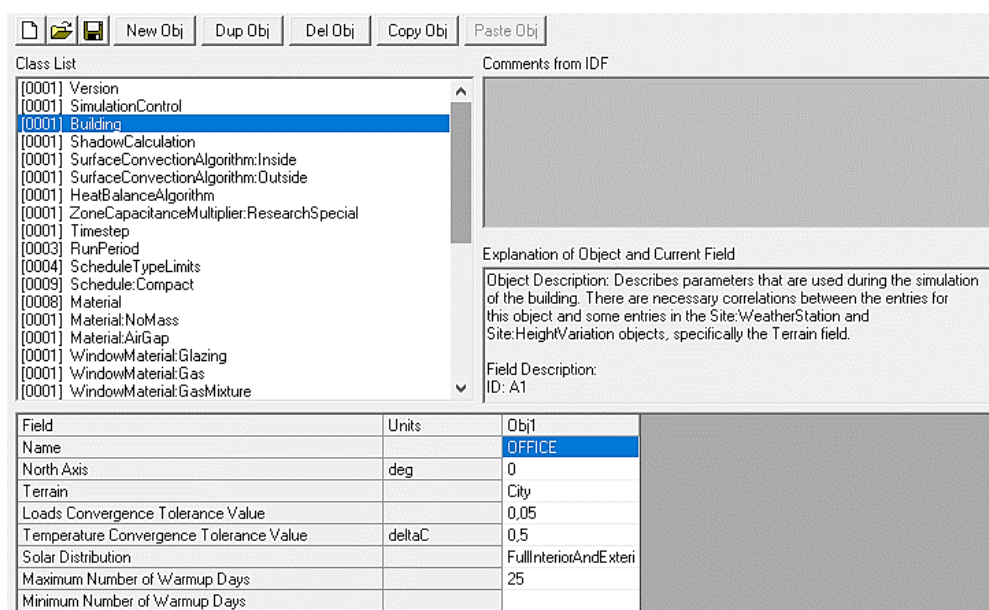 New Obj Dup Obj Del Obj Copy Obj Paste Obj
Class List
[0001] Version
[0001] SimulationControl
[0001] Building
[0001] ShadowCalculation
[0001] SurfaceConvectionAlgorithm:Inside
[0001] SurfaceConvectionAlgorithm:Outside
[0001] HeatBalanceAlgorithm
[0001] ZoneCapacitanceMultiplier:ResearchSpecial
[0001] Timestep
[0003] RunPeriod
[0004] ScheduleTypeLimits
[0009] Schedule:Compact
[0008] Material
[0001] Material:NoMass
[0001] Material:AirGap
[0001] WindowMaterial:Glazing
[0001] WindowMaterial:Gas
[0001] WindowMaterial:GasMixture
Comments from IDF
Explanation of Object and Current Field
Object Description: Describes parameters that are used during the simulation
of the building. There are necessary correlations between the entries for
this object and some entries in the Site:WeatherStation and
Site:HeightVariation objects, specifically the Terrain field.
Field Description:
ID: A1
Field Units Obj1
Name OFFICE
North Axis deg 0
Terrain City
Loads Convergence Tolerance Value 0,05
Temperature Convergence Tolerance Value deltaC 0,5
Solar Distribution FullInteriorAndExteri
Maximum Number of Warmup Days 25
Minimum Number of Warmup Days